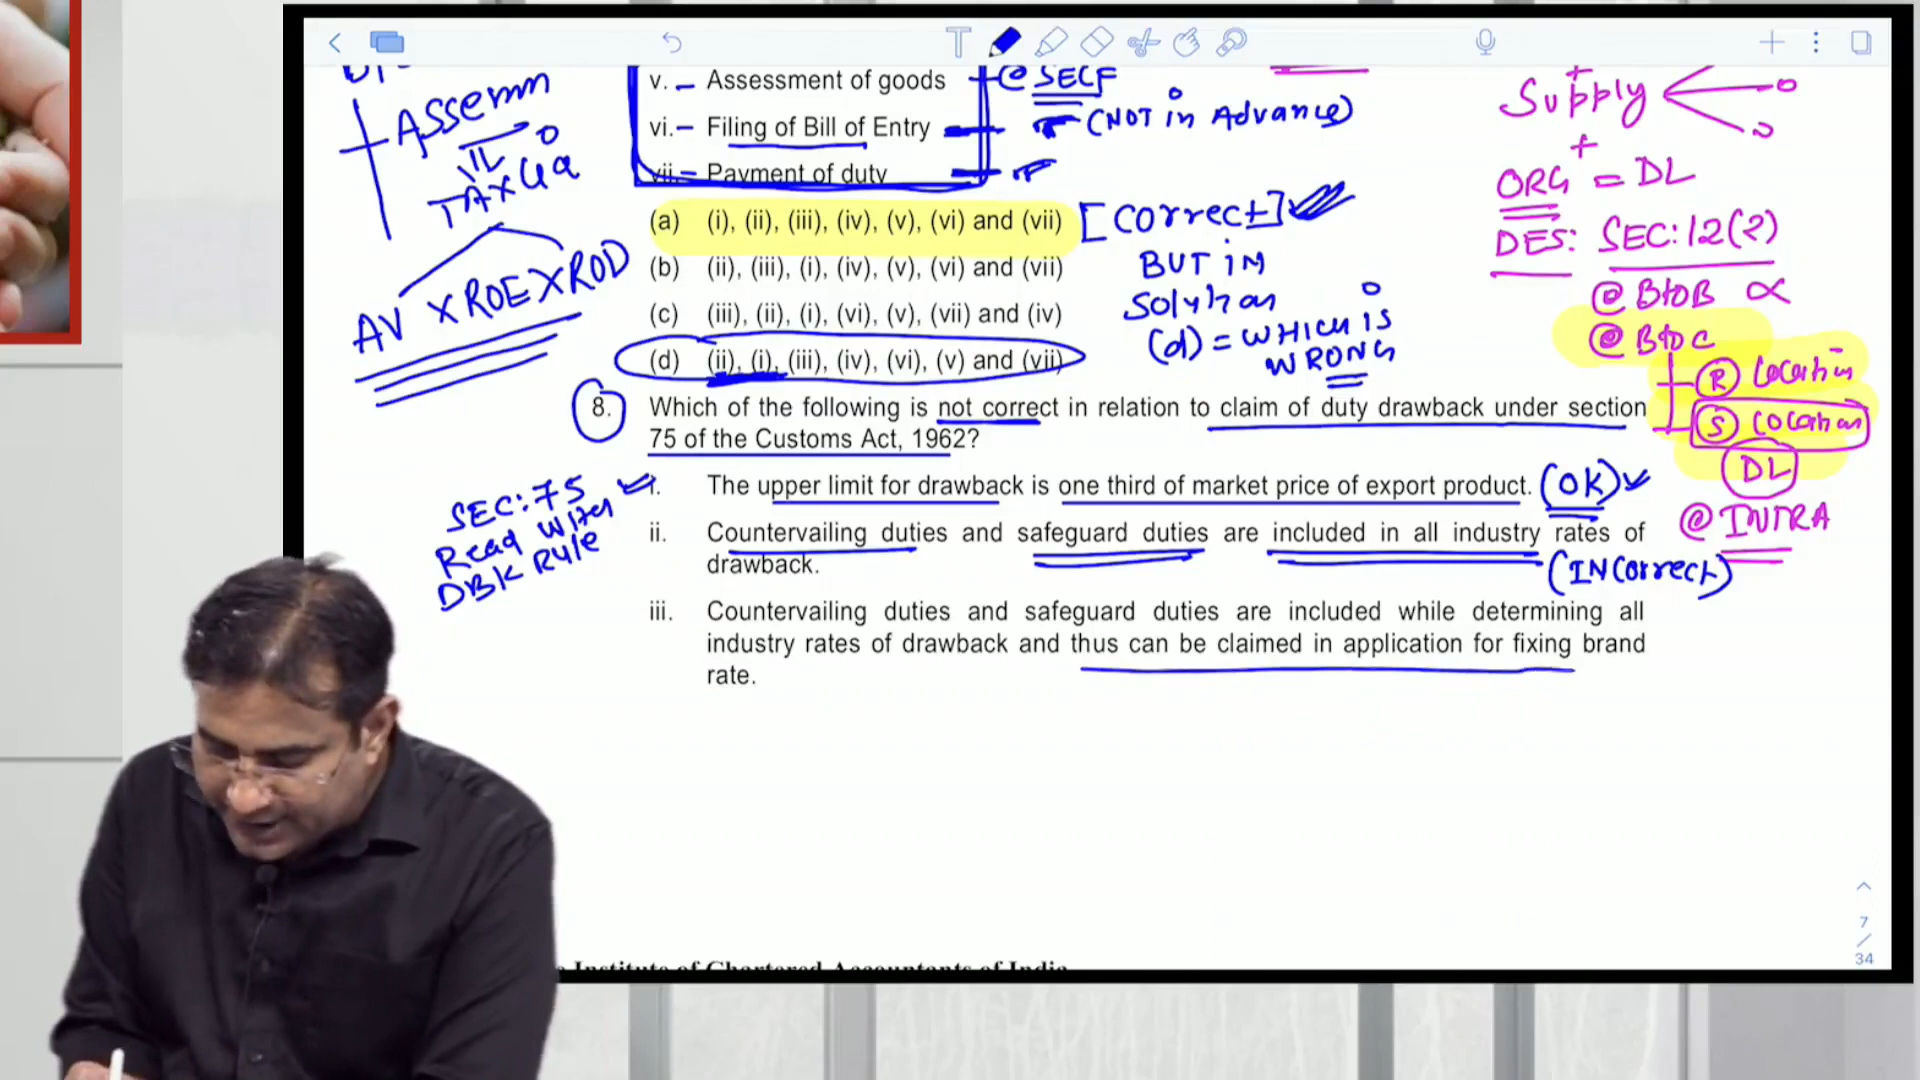 v. Assessment of goods @ SELF
Supply
Assemn
vi. Filing of Bill of Entry (NOT in Advance)
vii. Payment of duty
ORG = DL
(a) (i), (ii), (iii), (iv), (v), (vi) and (vii) [Correct]
DES: SEC:12(2)
(b) (ii), (iii), (i), (iv), (v), (vi) and (vii) BUT in
@ BtoB
(c) (iii), (ii), (i), (vi), (v), (vii) and (iv)
AV X ROE X ROD
(d) = WHICH iS
@ Btoc
(d) (ii), (i), (iii), (iv), (vi), (v) and (vii) WRONG
(R) Location
8. Which of the following is not correct in relation to claim of duty drawback under section
(S) Location
75 of the Customs Act, 1962?
DL
i. The upper limit for drawback is one third of market price of export product. (OK)
SEC:75
Read With
DBK Rule
@ INTRA
ii. Countervailing duties and safeguard duties are included in all industry rates of
drawback.
(INCorrect)
iii. Countervailing duties and safeguard duties are included while determining all
industry rates of drawback and thus can be claimed in application for fixing brand
rate.
7
/
34
Institute of Chartered Accountants of India